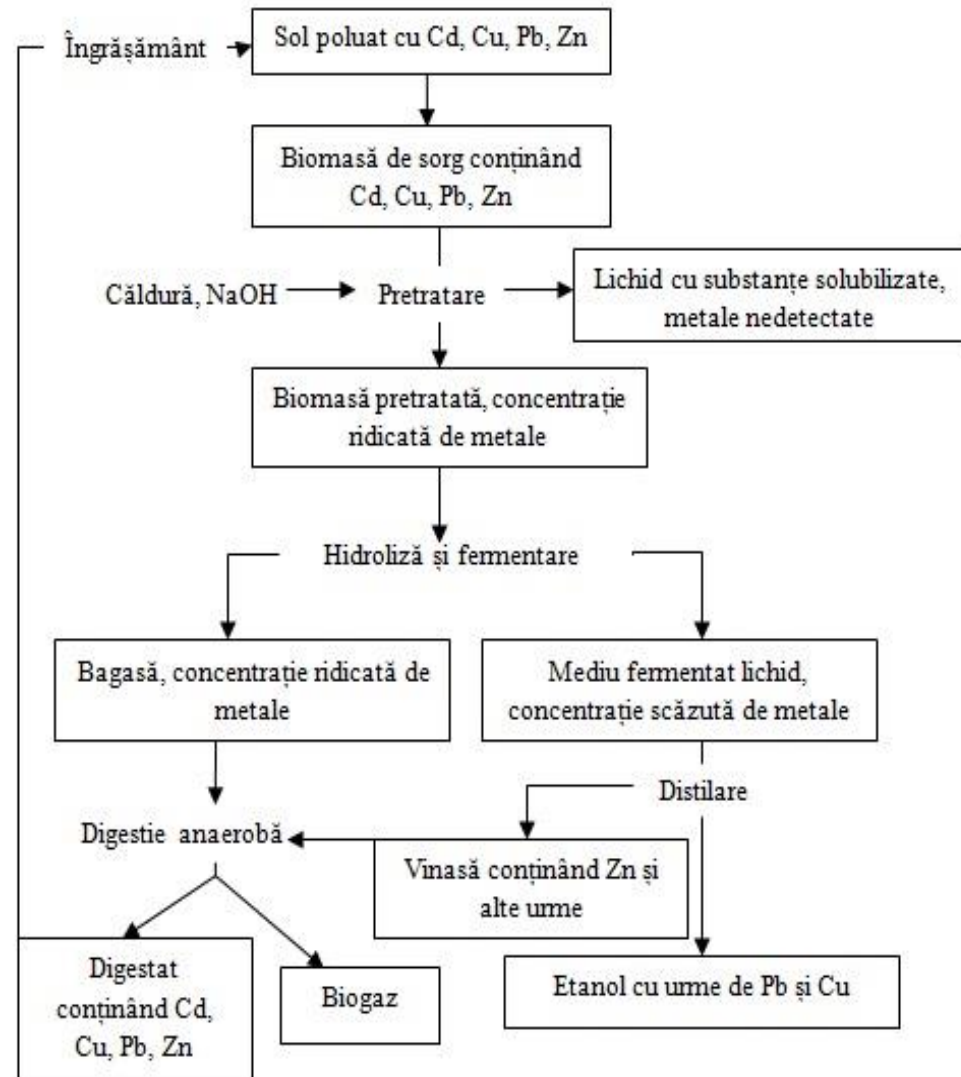 Îngrășământ
Sol poluat cu Cd, Cu, Pb, Zn
Biomasă de sorg conținând
Cd, Cu, Pb, Zn
Căldură, NaOH
Pretratare
Lichid cu substanțe solubilizate,
metale nedetectate
Biomasă pretratată, concentrație
ridicată de metale
Hidroliză și fermentare
Bagasă, concentrație ridicată de
metale
Mediu fermentat lichid,
concentrație scăzută de metale
Distilare
Digestie anaerobă
Vinasă conținând Zn și
alte urme
Digestat
conținând Cd,
Cu, Pb, Zn
Biogaz
Etanol cu urme de Pb și Cu